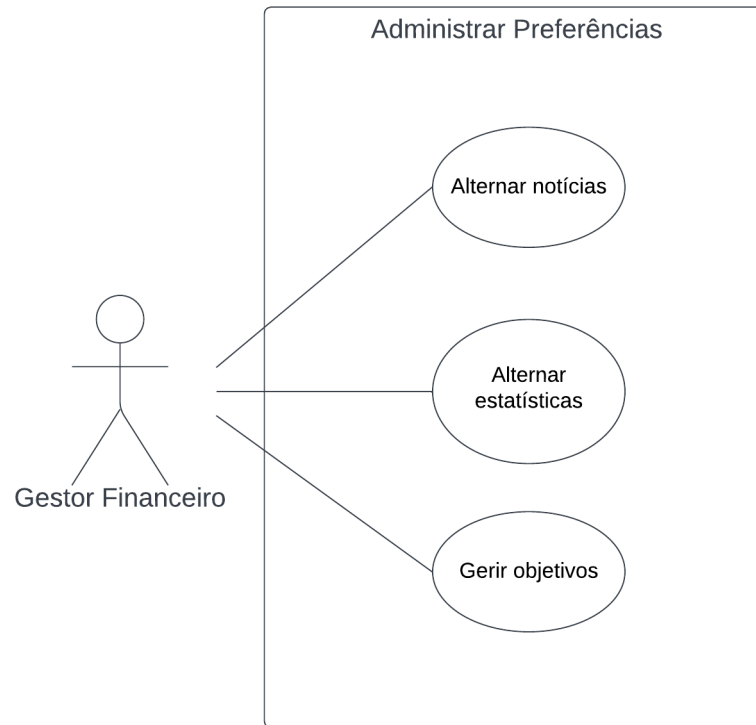 Administrar Preferências
Alternar notícias
Alternar
estatísticas
Gestor Financeiro
Gerir objetivos